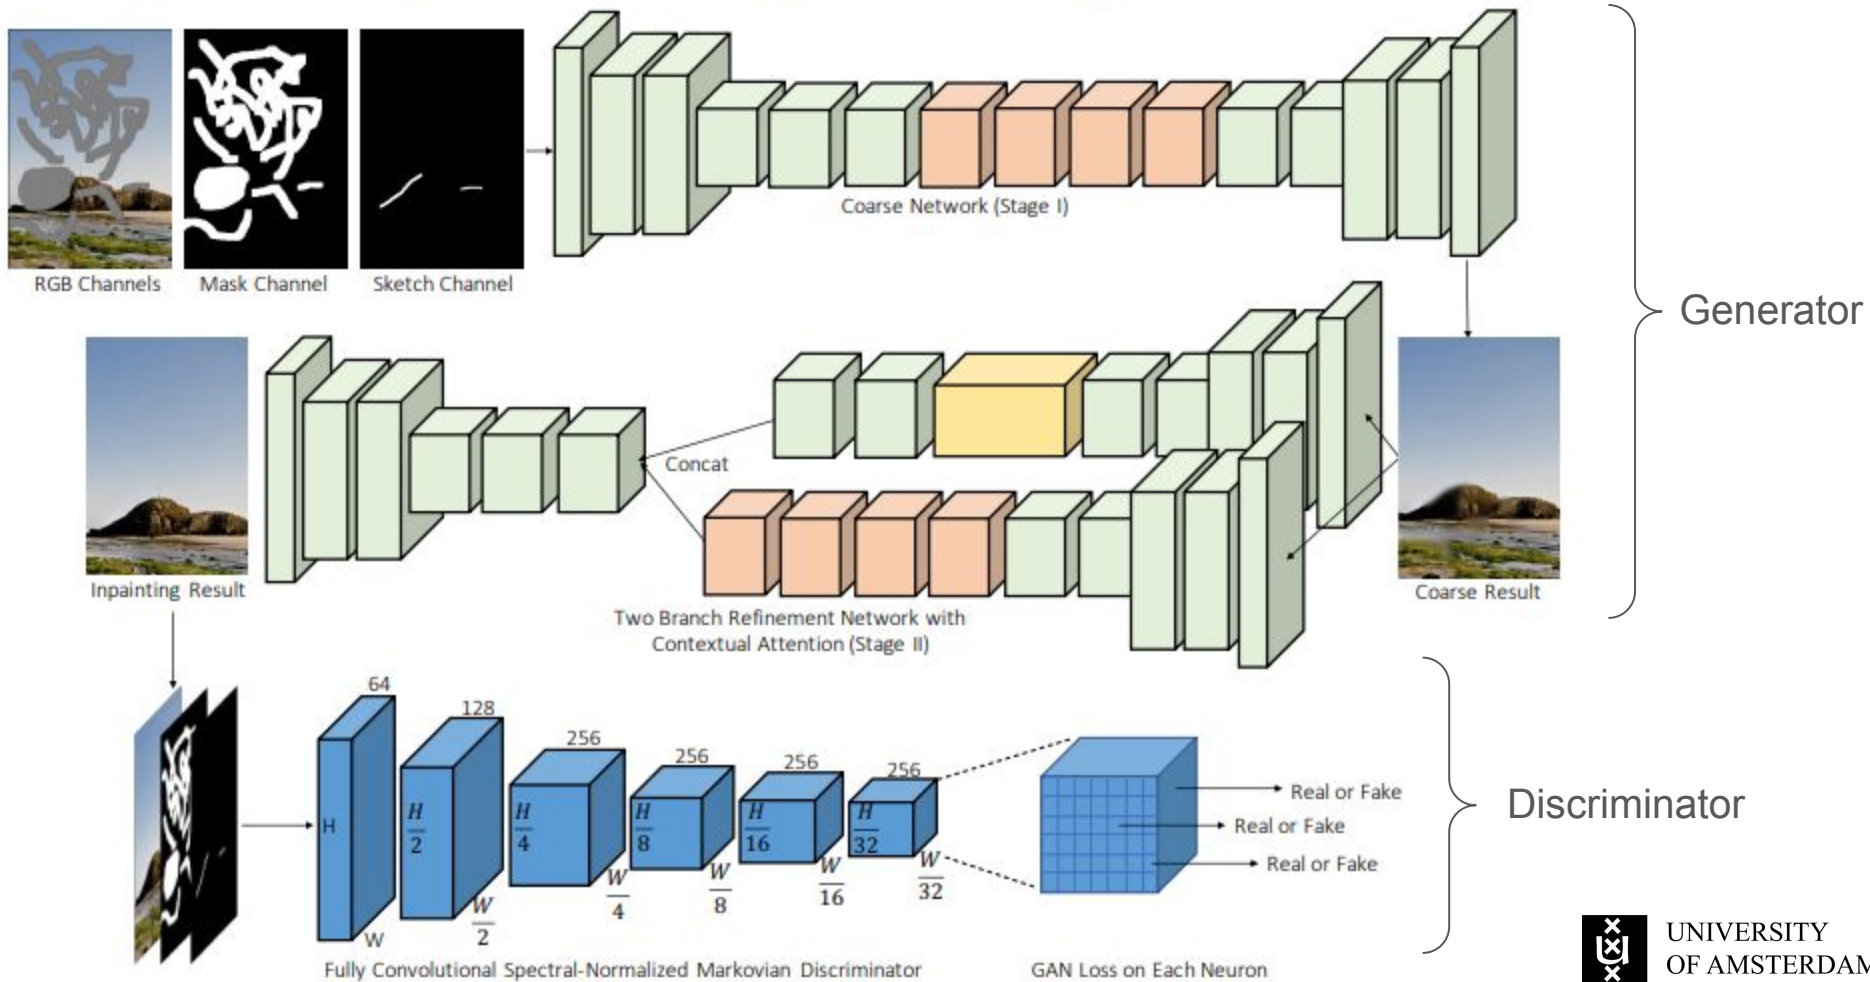 RGB Channels
Mask Channel
Sketch Channel
Coarse Network (Stage I)
Generator
Concat
Inpainting Result
Coarse Result
Two Branch Refinement Network with
Contextual Attention (Stage II)
64
128
256
256
256
256
H
H/2
H/4
H/8
H/16
H/32
W
W/2
W/4
W/8
W/16
W/32
Real or Fake
Real or Fake
Real or Fake
Discriminator
Fully Convolutional Spectral-Normalized Markovian Discriminator
GAN Loss on Each Neuron
UNIVERSITY
OF AMSTERDAM